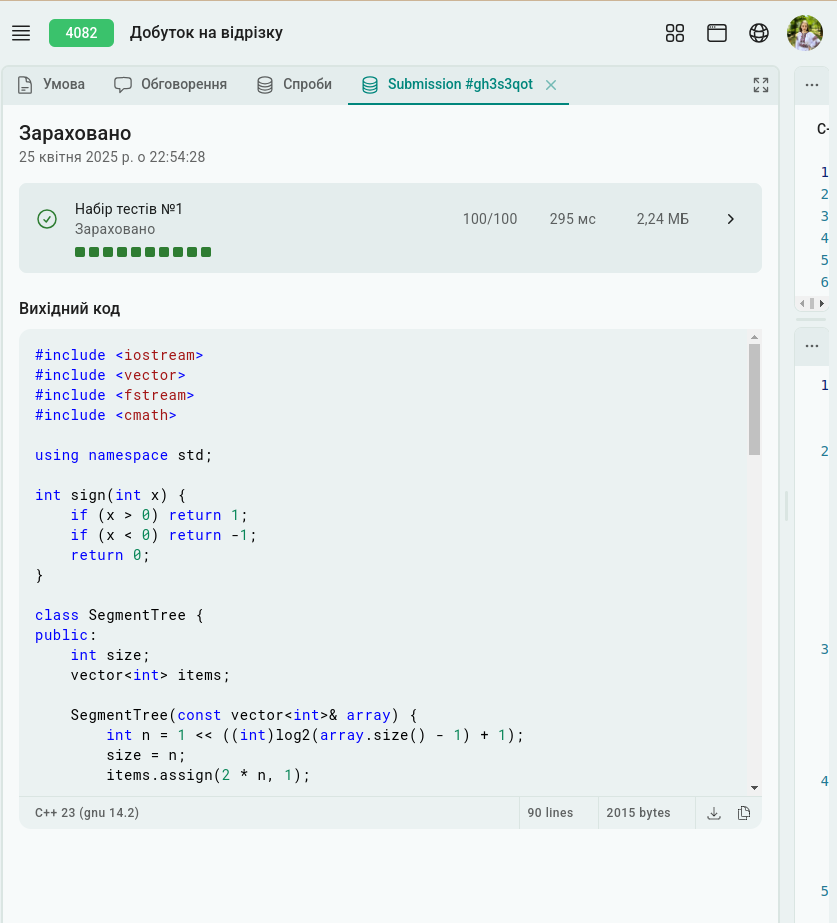 4082 Добуток на відрізку
Умова Обговорення Спроби Submission #gh3s3qot
Зараховано
25 квітня 2025 р. о 22:54:28
Набір тестів №1
Зараховано
100/100 295 мс 2,24 МБ
Вихідний код
#include <iostream>
#include <vector>
#include <fstream>
#include <cmath>
using namespace std;
int sign(int x) {
    if (x > 0) return 1;
    if (x < 0) return -1;
    return 0;
}
class SegmentTree {
public:
    int size;
    vector<int> items;
    SegmentTree(const vector<int>& array) {
        int n = 1 << ((int)log2(array.size() - 1) + 1);
        size = n;
        items.assign(2 * n, 1);
C++ 23 (gnu 14.2) 90 lines 2015 bytes
1
2
3
4
5
6
1
2
3
4
5